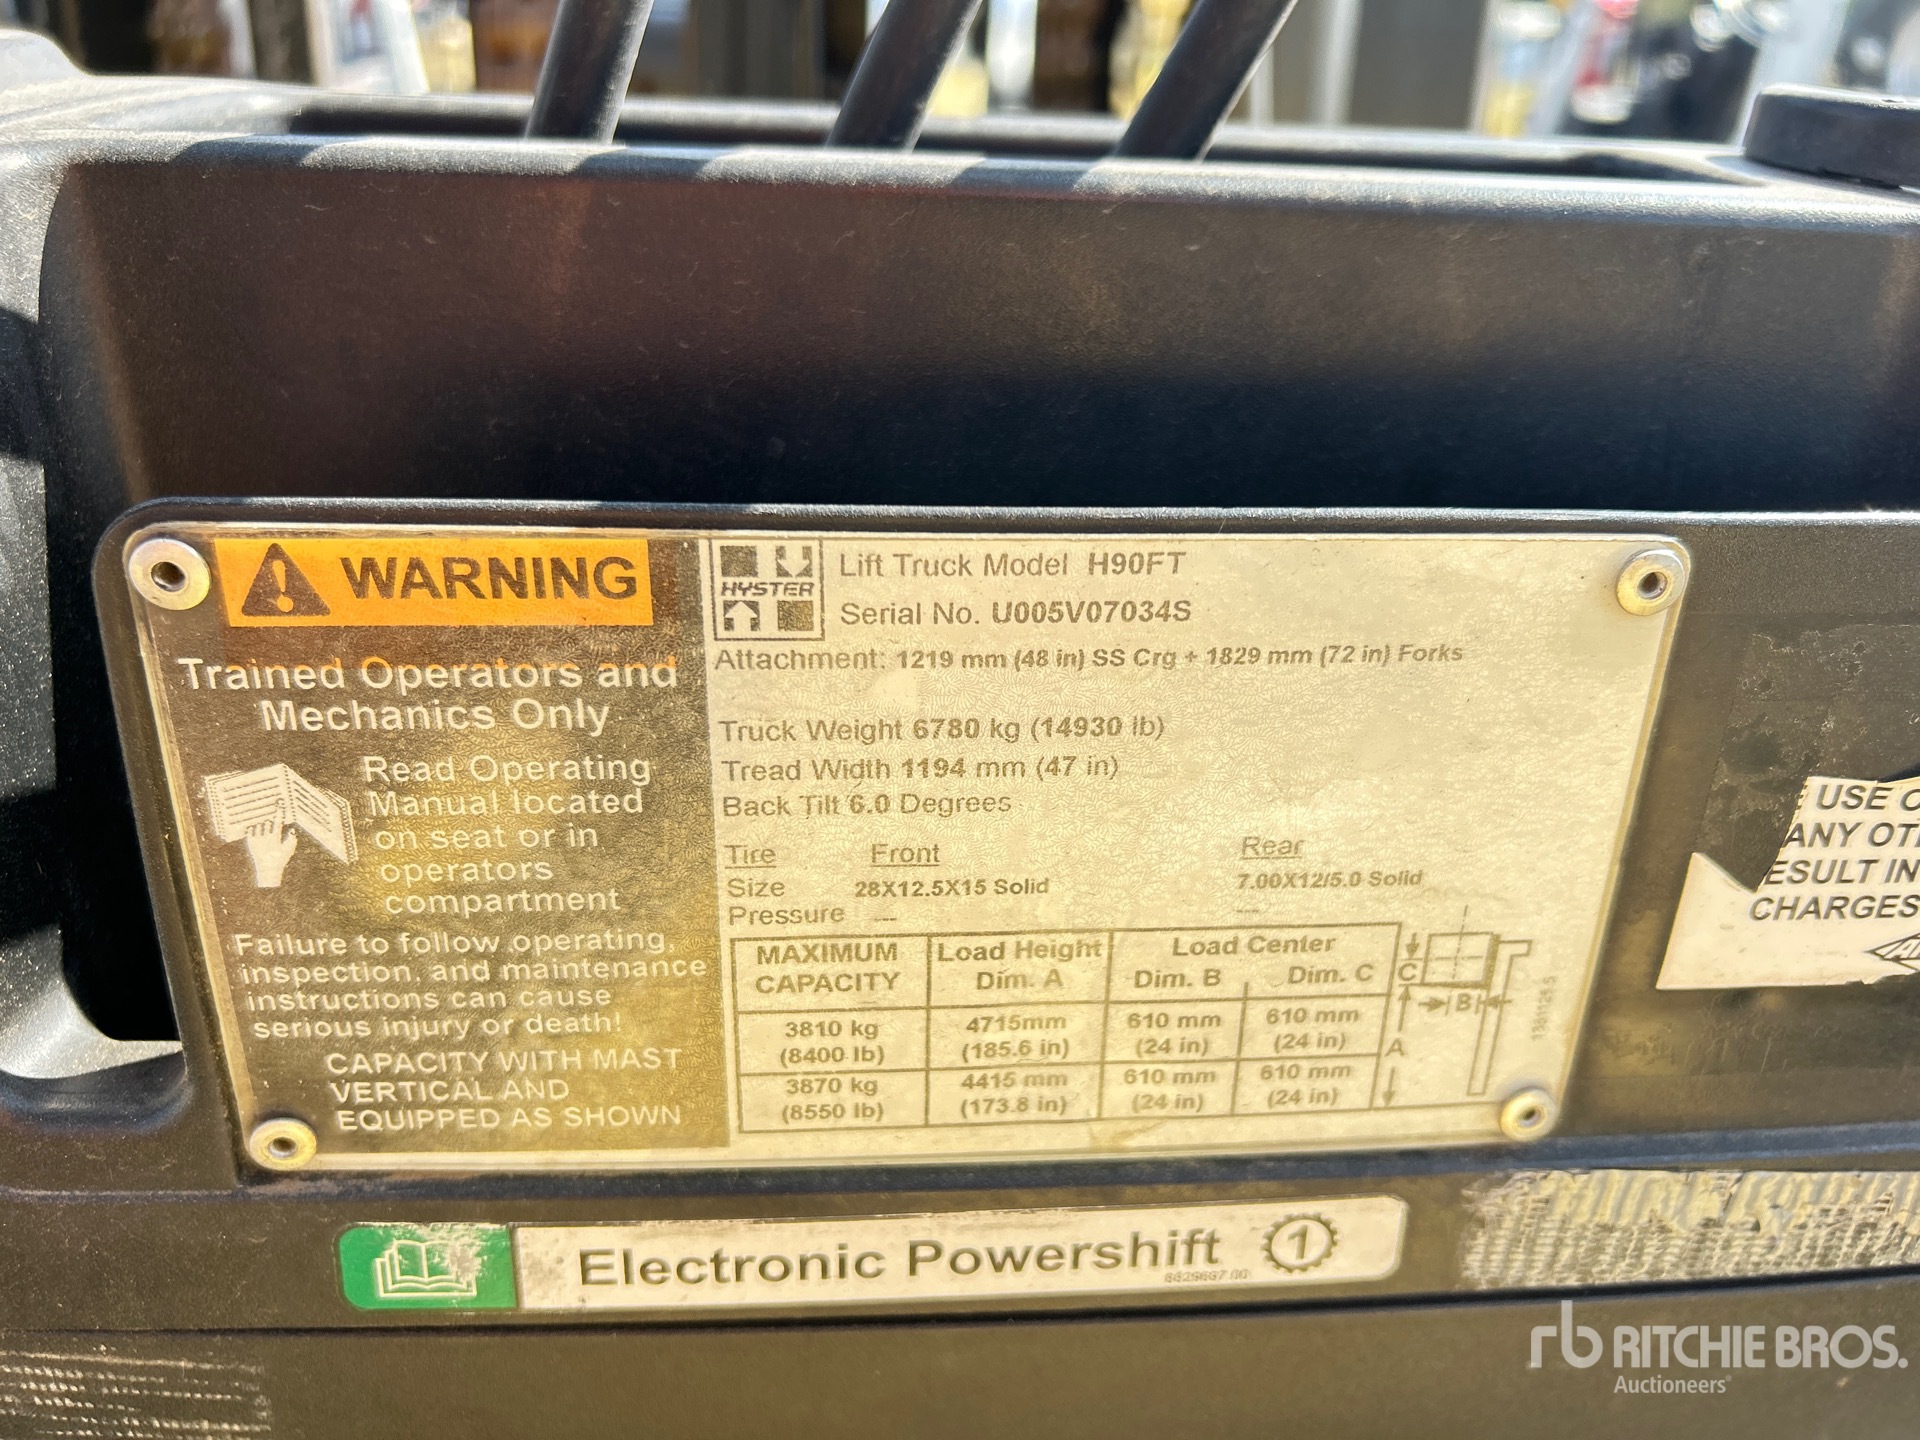 WARNING
Trained Operators and
Mechanics Only
Read Operating
Manual located
on seat or in
operators
compartment
Failure to follow operating,
inspection, and maintenance
instructions can cause
serious injury or death!
CAPACITY WITH MAST
VERTICAL AND
EQUIPPED AS SHOWN
HYSTER
Lift Truck Model H90FT
Serial No. U005V07034S
Attachment: 1219 mm (48 in) SS Crg + 1829 mm (72 in) Forks
Truck Weight 6780 kg (14930 lb)
Tread Width 1194 mm (47 in)
Back Tilt 6.0 Degrees
Tire Front Rear
Size 28X12.5X15 Solid 7.00X12/5.0 Solid
Pressure --- ---
MAXIMUM CAPACITY Load Height Dim. A Load Center Dim. B Dim. C
3810 kg (8400 lb) 4715mm (185.6 in) 610 mm (24 in) 610 mm (24 in)
3870 kg (8550 lb) 4415 mm (173.8 in) 610 mm (24 in) 610 mm (24 in)
C
B
A
USE
ANY
ESULT IN
CHARGES
Electronic Powershift 1
rb RITCHIE BROS.
Auctioneers